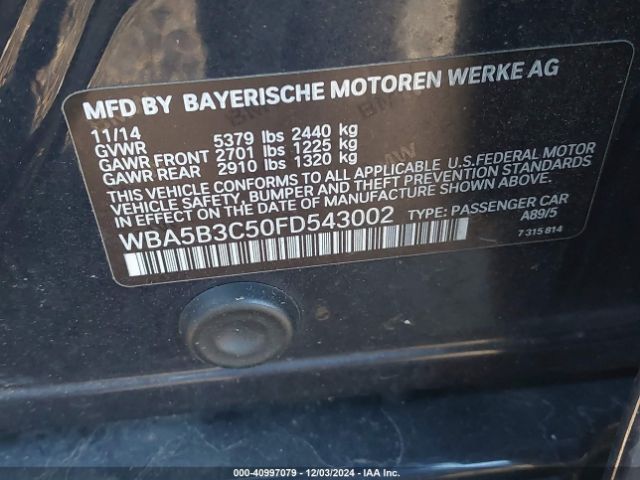 MFD BY BAYERISCHE MOTOREN WERKE AG
11/14
GVWR 5379 lbs 2440 kg
GAWR FRONT 2701 lbs 1225 kg
GAWR REAR 2910 lbs 1320 kg
THIS VEHICLE CONFORMS TO ALL APPLICABLE U.S. FEDERAL MOTOR
VEHICLE SAFETY, BUMPER AND THEFT PREVENTION STANDARDS
IN EFFECT ON THE DATE OF MANUFACTURE SHOWN ABOVE.
WBA5B3C50FD543002 TYPE: PASSENGER CAR
A89/5
7 315 814
00-40997079 - 12/03/2024 - IAA Inc.